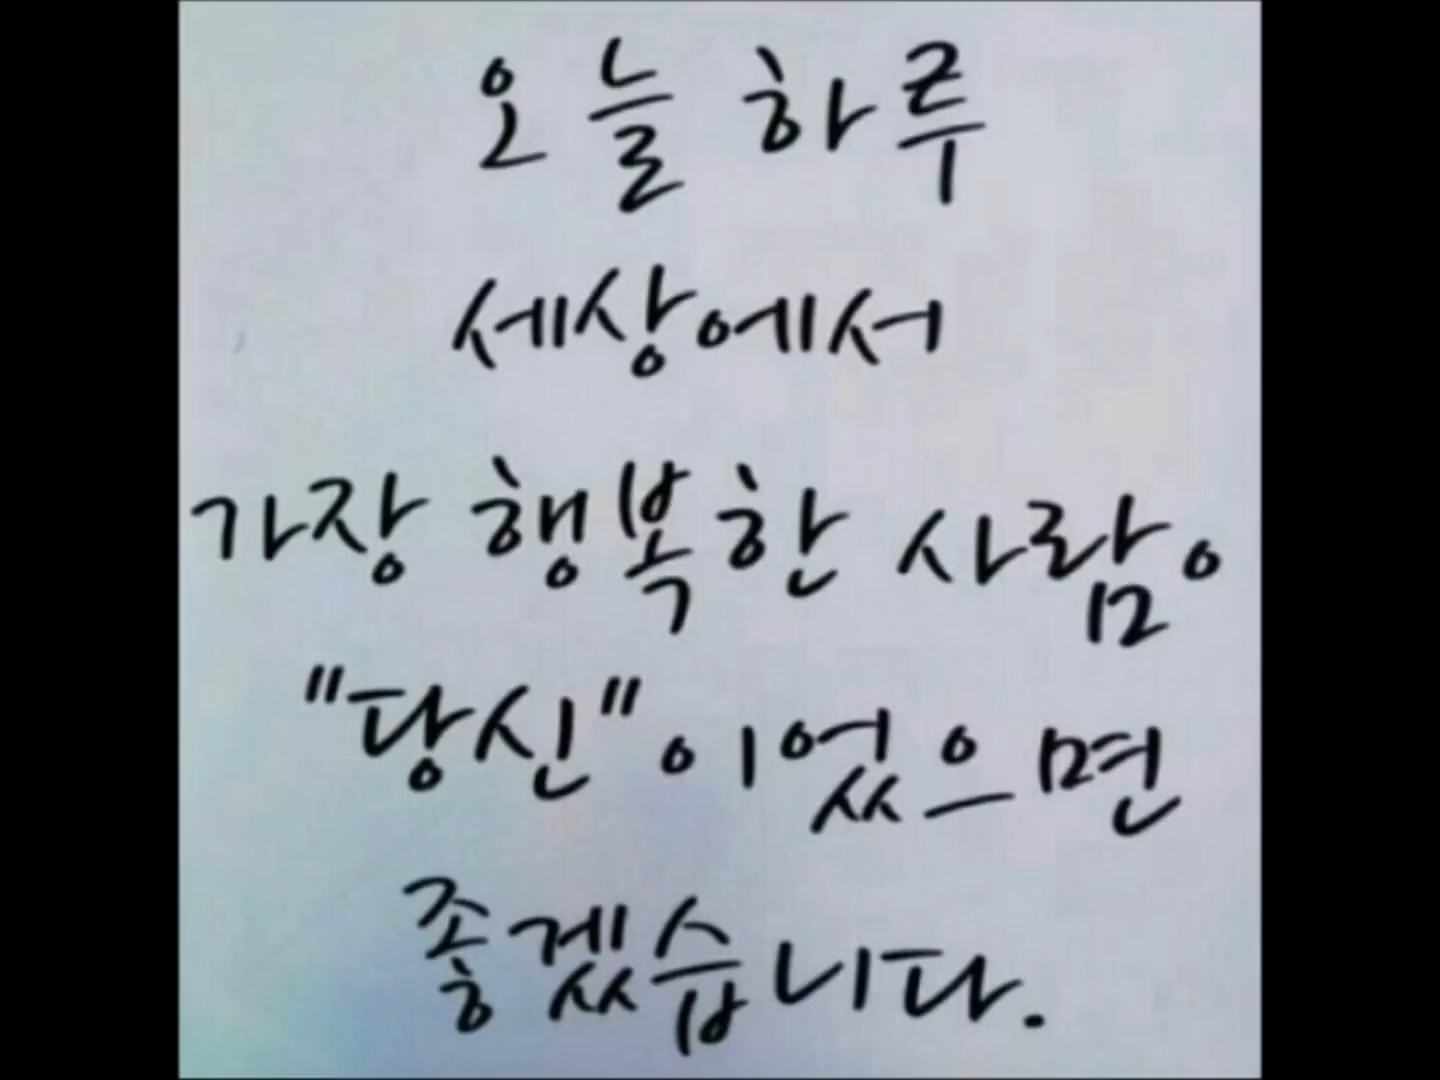 오늘 하루
세상에서
가장 행복한 사람이
"당신"이었으면
좋겠습니다.